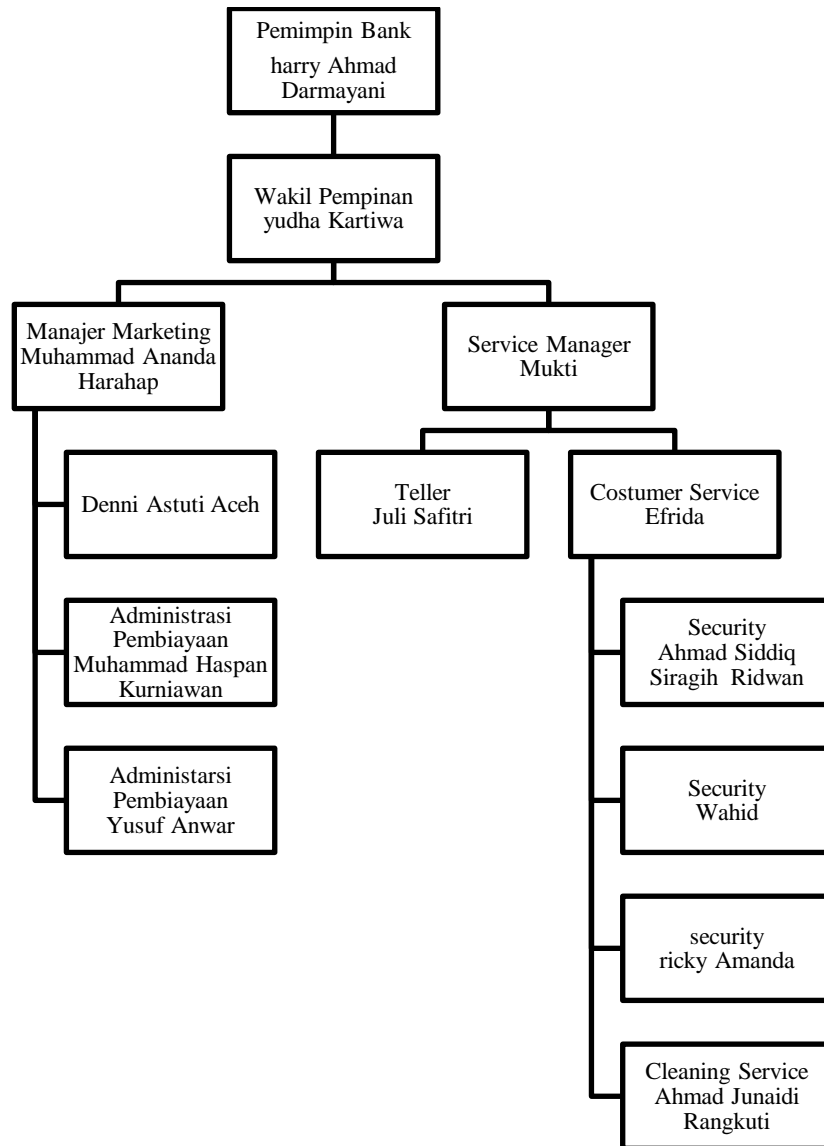 Pemimpin Bank
harry Ahmad
Darmayani
Wakil Pempinan
yudha Kartiwa
Manajer Marketing
Muhammad Ananda
Harahap
Service Manager
Mukti
Denni Astuti Aceh
Teller
Juli Safitri
Costumer Service
Efrida
Administrasi
Pembiayaan
Muhammad Haspan
Kurniawan
Security
Ahmad Siddiq
Siragih Ridwan
Administarsi
Pembiayaan
Yusuf Anwar
Security
Wahid
security
ricky Amanda
Cleaning Service
Ahmad Junaidi
Rangkuti